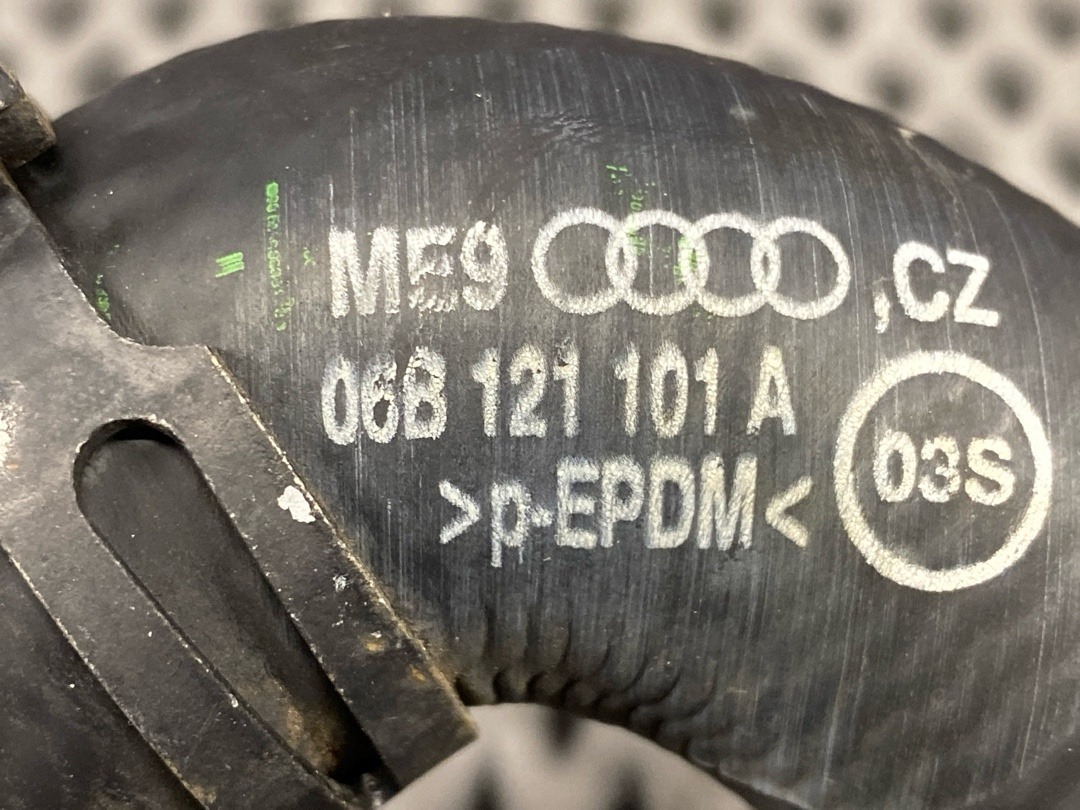 ME9 ,CZ
06B 121 101 A
>p-EPDM<
03S